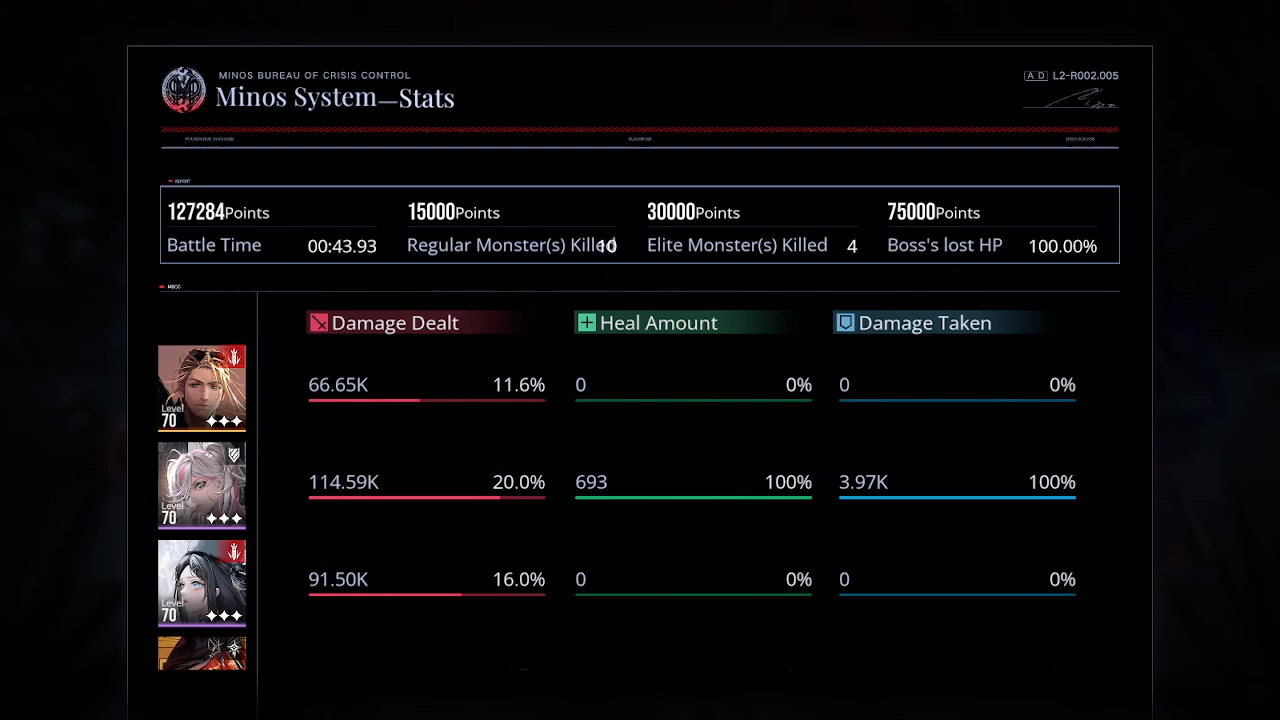 MINOS BUREAU OF CRISIS CONTROL
Minos System—Stats
AD L2-R002.005
REPORT
127284Points
Battle Time 00:43.93
15000Points
Regular Monster(s) Killed 10
30000Points
Elite Monster(s) Killed 4
75000Points
Boss's lost HP 100.00%
MBCC
Damage Dealt Heal Amount Damage Taken
Level
70
66.65K 11.6% 0 0% 0 0%
Level
70
114.59K 20.0% 693 100% 3.97K 100%
Level
70
91.50K 16.0% 0 0% 0 0%